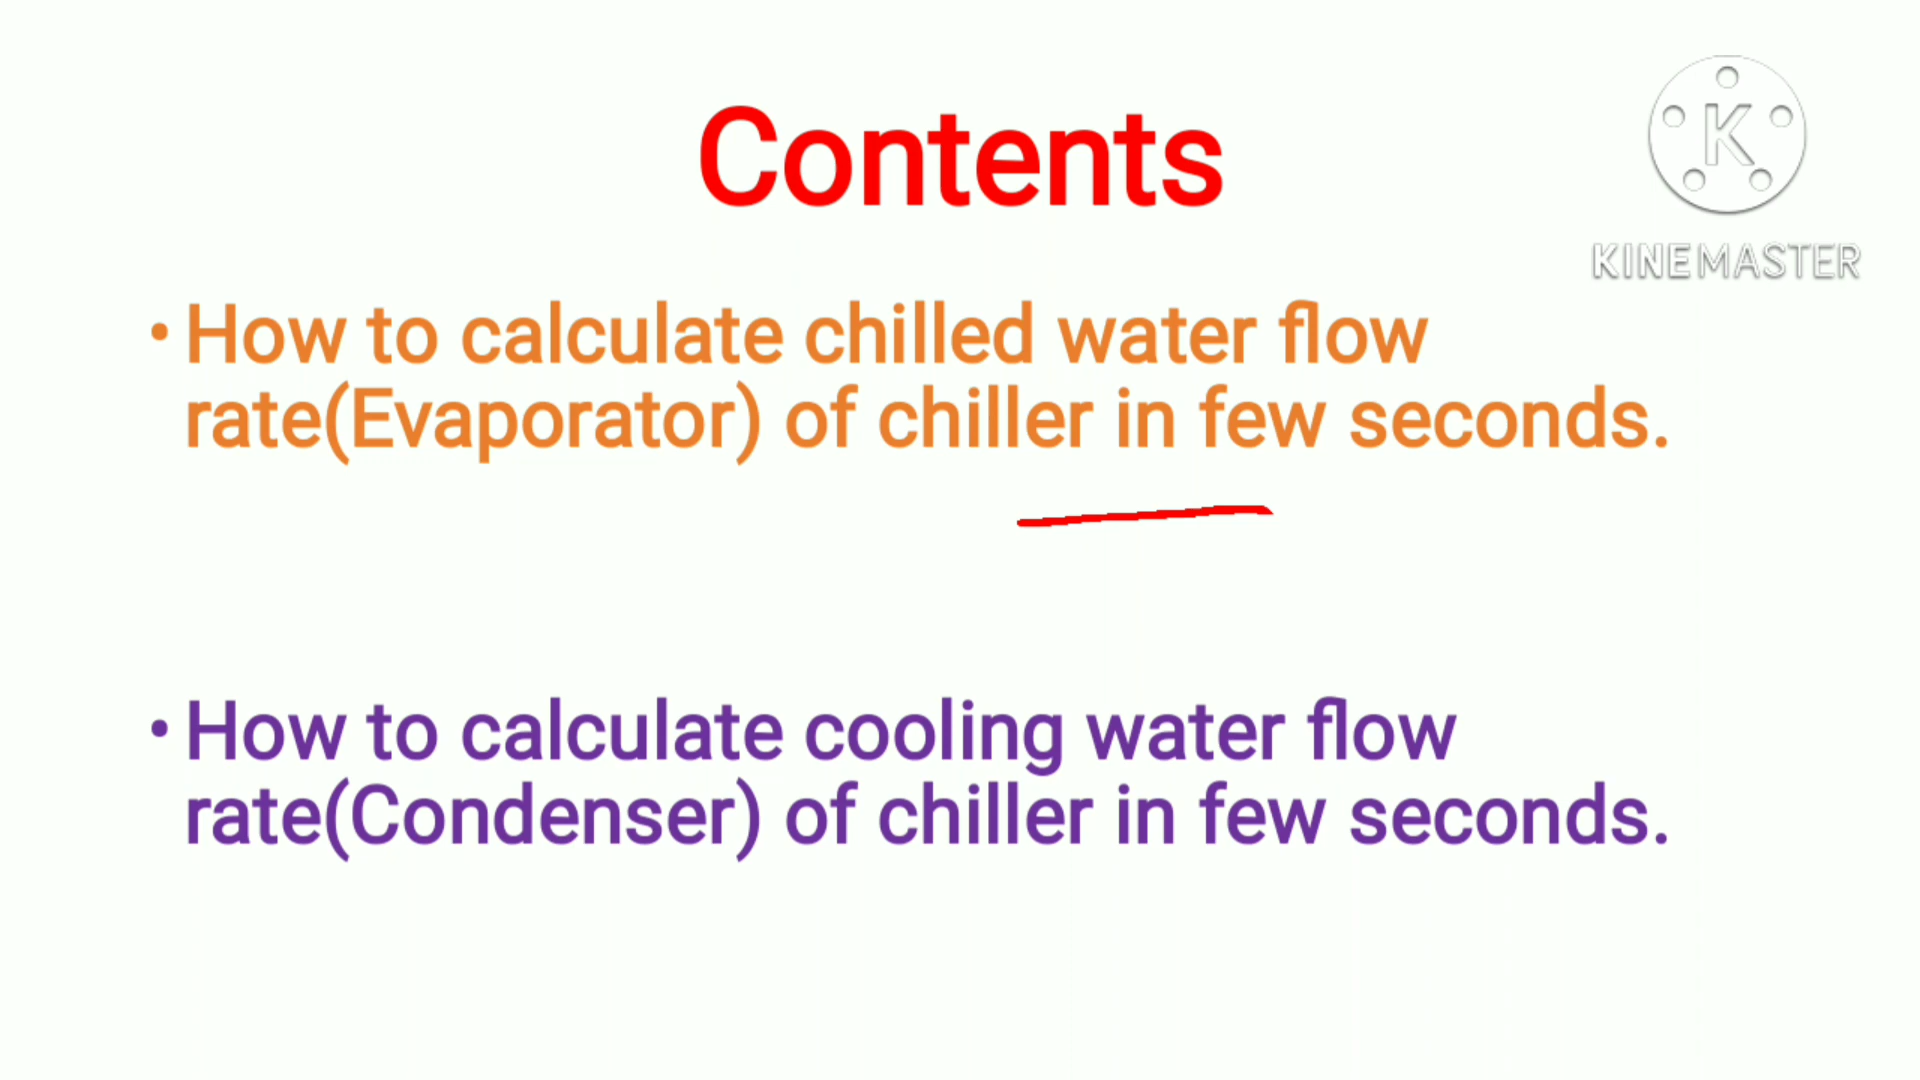 Contents
K
KINEMASTER
• How to calculate chilled water flow
rate(Evaporator) of chiller in few seconds.
• How to calculate cooling water flow
rate(Condenser) of chiller in few seconds.